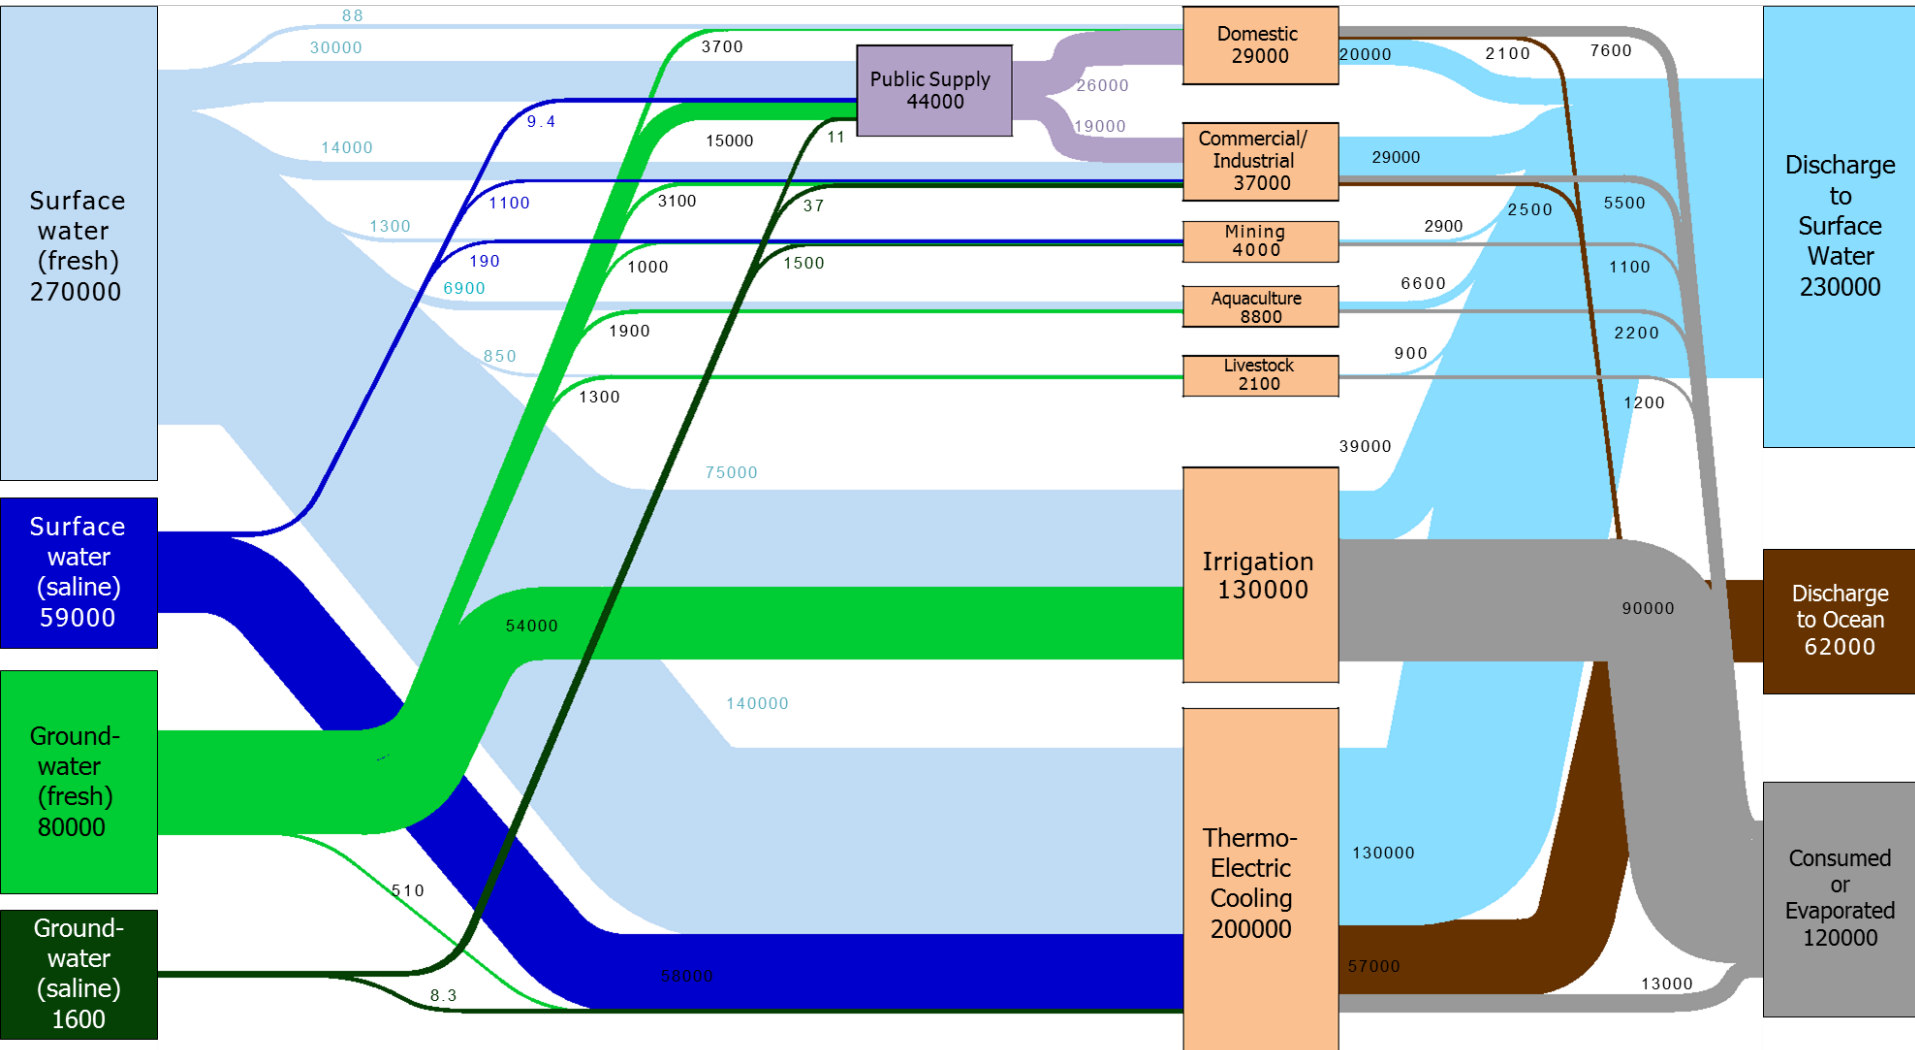 Surface
water
(fresh)
270000
Surface
water
(saline)
59000
Ground-
water
(fresh)
80000
Ground-
water
(saline)
1600
88
30000
14000
1300
6900
850
75000
140000
9.4
1100
190
58000
3700
15000
3100
1000
1900
1300
54000
510
11
37
1500
8.3
Public Supply
44000
26000
19000
Domestic
29000
Commercial/
Industrial
37000
Mining
4000
Aquaculture
8800
Livestock
2100
Irrigation
130000
Thermo-
Electric
Cooling
200000
20000
2100
7600
29000
2500
5500
2900
1100
6600
2200
900
1200
39000
90000
130000
57000
13000
Discharge
to
Surface
Water
230000
Discharge
to Ocean
62000
Consumed
or
Evaporated
120000